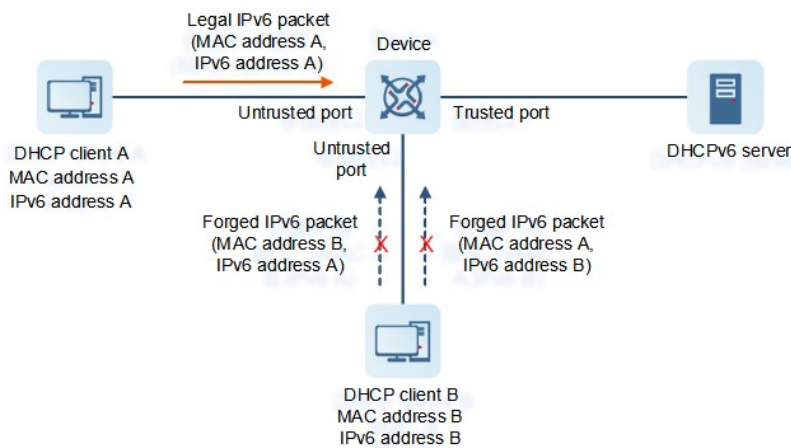 Legal IPv6 packet
(MAC address A,
IPv6 address A)
Device
Untrusted port
Trusted port
DHCP client A
MAC address A
IPv6 address A
DHCPv6 server
Untrusted
port
Forged IPv6 packet
(MAC address B,
IPv6 address A)
Forged IPv6 packet
(MAC address A,
IPv6 address B)
DHCP client B
MAC address B
IPv6 address B